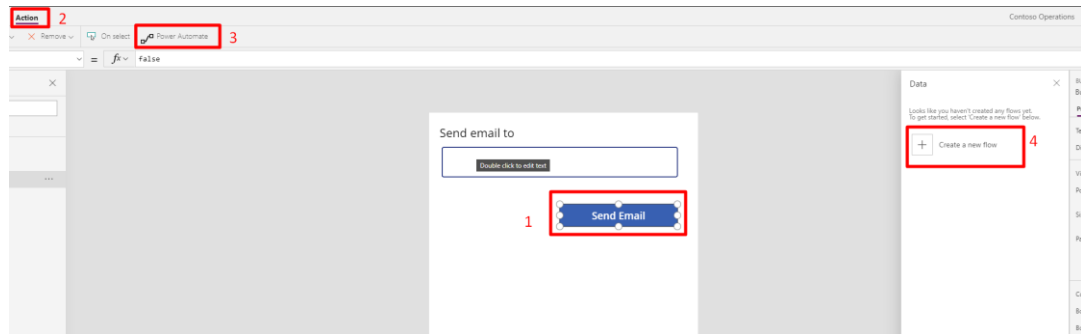 Action 2
Contoso Operations
Remove On select Power Automate 3
= fx false
Data
Looks like you haven't created any flows yet.
To get started, select 'Create a new flow' below.
Create a new flow 4
Send email to
Double click to edit text
1 Send Email